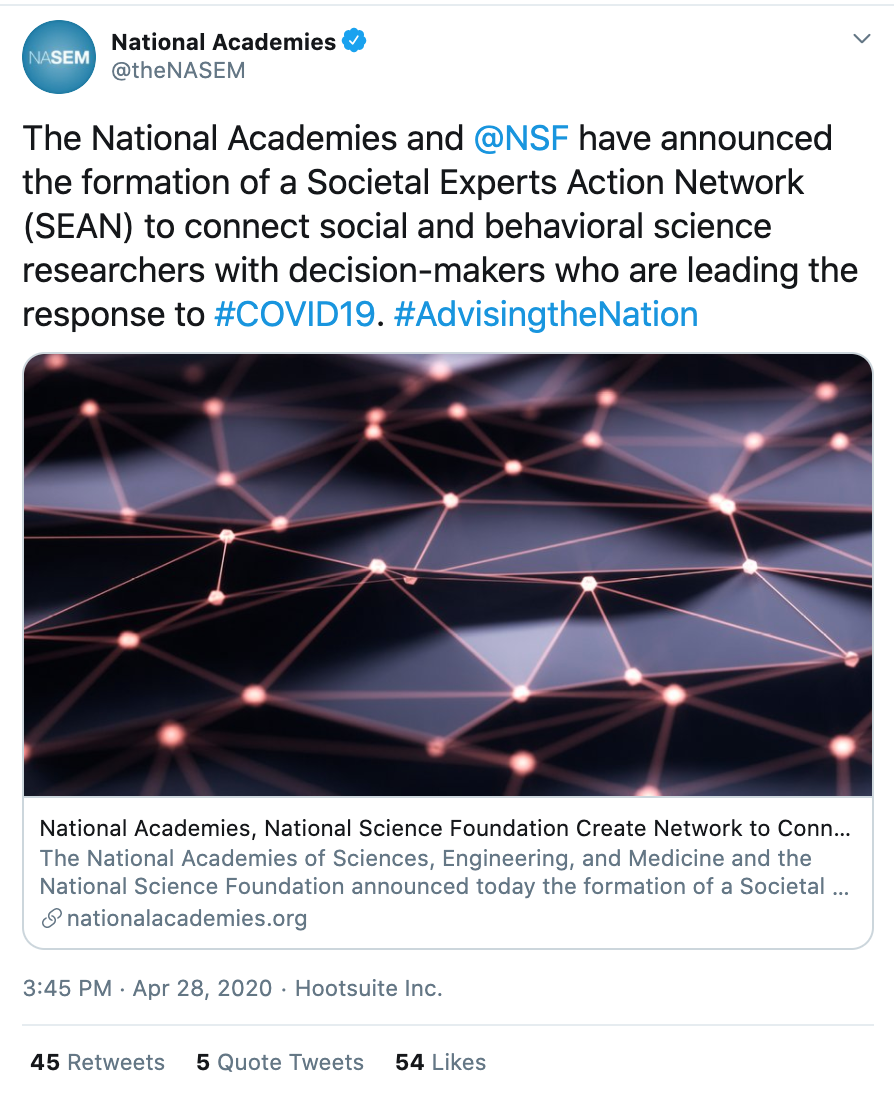 NASEM
National Academies
@theNASEM
The National Academies and @NSF have announced
the formation of a Societal Experts Action Network
(SEAN) to connect social and behavioral science
researchers with decision-makers who are leading the
response to #COVID19. #AdvisingtheNation
National Academies, National Science Foundation Create Network to Conn...
The National Academies of Sciences, Engineering, and Medicine and the
National Science Foundation announced today the formation of a Societal ...
nationalacademies.org
3:45 PM · Apr 28, 2020 · Hootsuite Inc.
45 Retweets 5 Quote Tweets 54 Likes